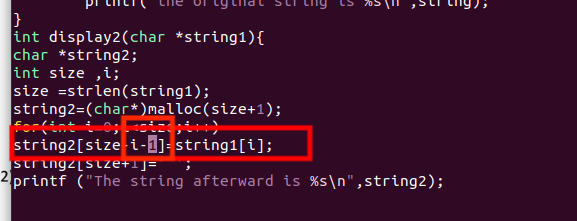 printf("the original string is %s\n",string);
}
int display2(char *string1){
char *string2;
int size ,i;
size =strlen(string1);
string2=(char*)malloc(size+1);
for(int i=0;i<size;i++)
string2[size-i-1]=string1[i];
string2[size+1]= ;
2)
printf ("The string afterward is %s\n",string2);